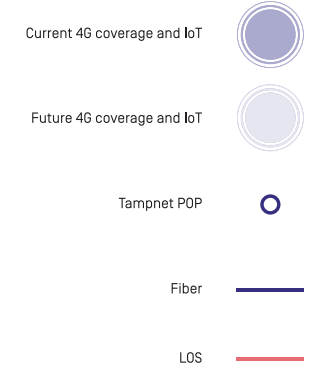 Current 4G coverage and IoT
Future 4G coverage and IoT
Tampnet POP
Fiber
LOS